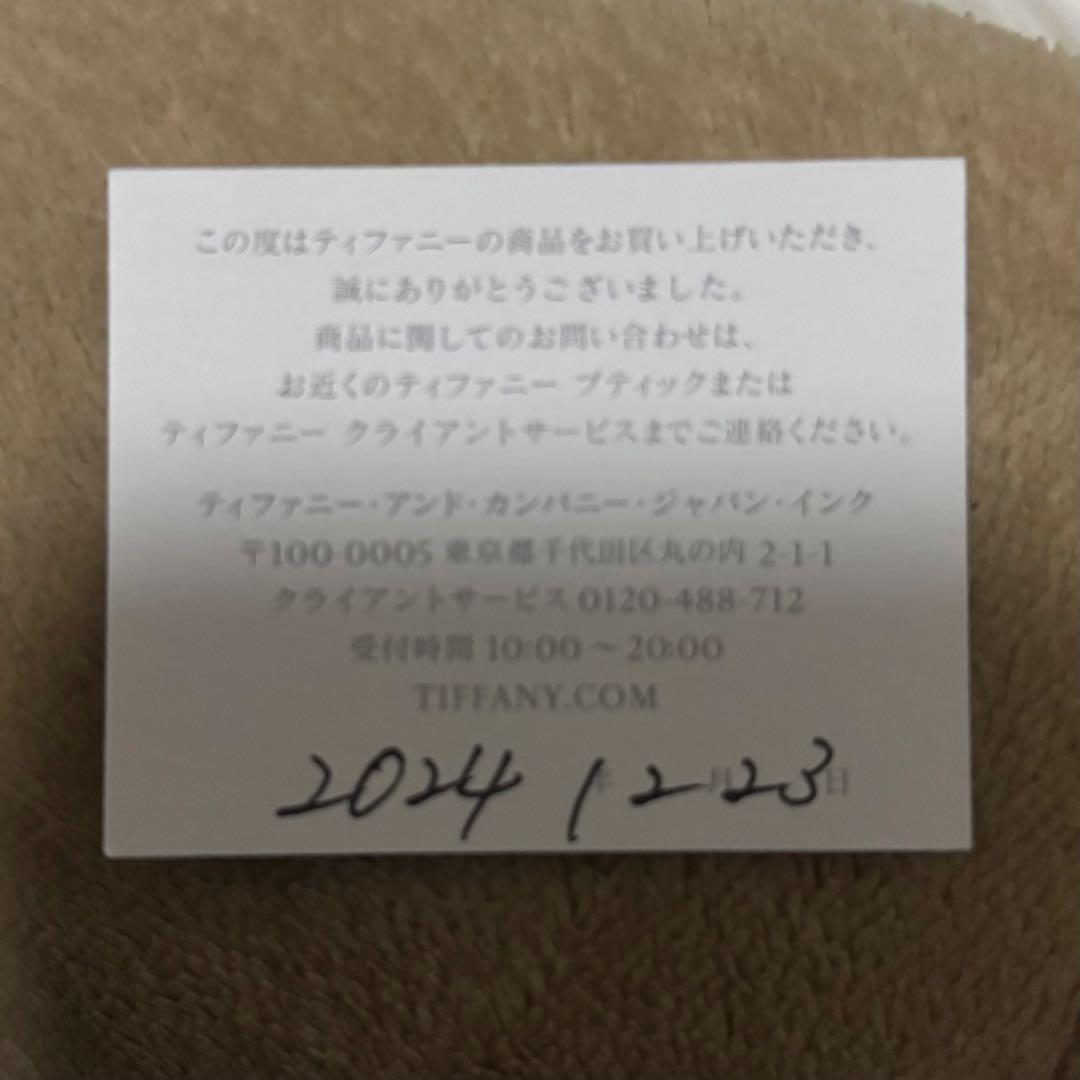 この度はティファニーの商品をお買い上げいただき、
誠にありがとうございました。
商品に関してのお問い合わせは、
お近くのティファニー ブティックまたは
ティファニー クライアントサービスまでご連絡ください。
ティファニー・アンド・カンパニー・ジャパン・インク
〒100-0005 東京都千代田区丸の内 2-1-1
クライアントサービス 0120-488-712
受付時間 10:00 ~ 20:00
TIFFANY.COM
2024年12月23日